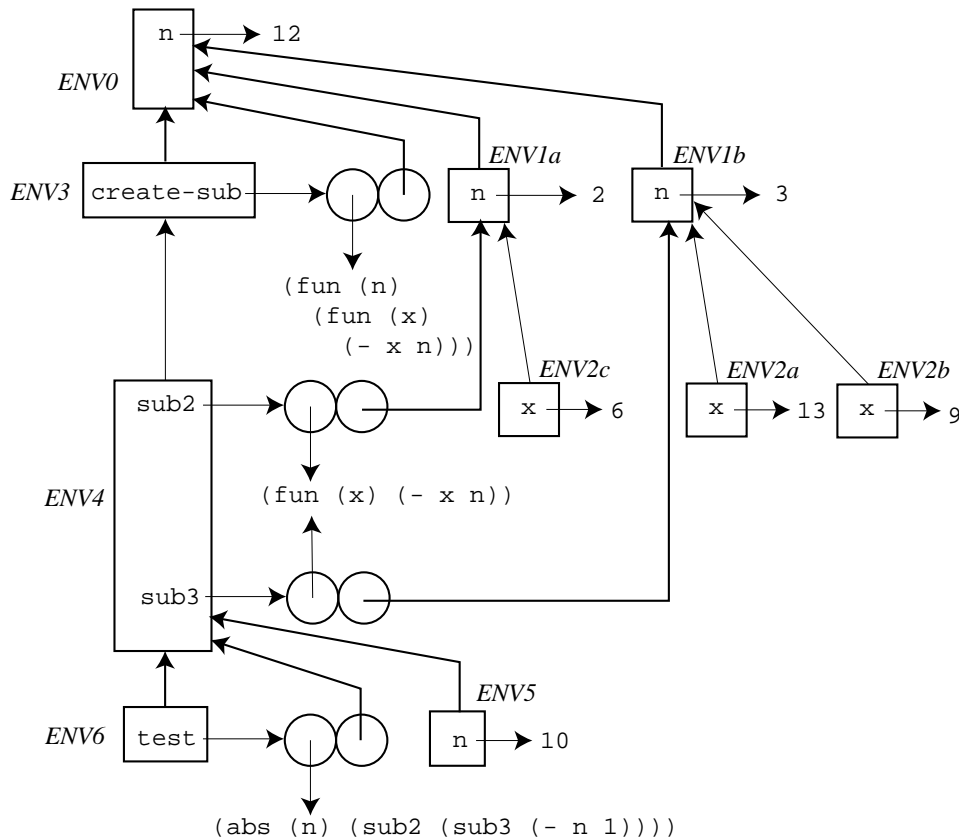 n 12
ENV0
ENV1a
ENV1b
ENV3
create-sub
n 2
n 3
(fun (n)
(fun (x)
(- x n)))
ENV2c
ENV2a
ENV2b
sub2
x 6
x 13
x 9
ENV4
(fun (x) (- x n))
sub3
ENV5
ENV6
test
n 10
(abs (n) (sub2 (sub3 (- n 1))))